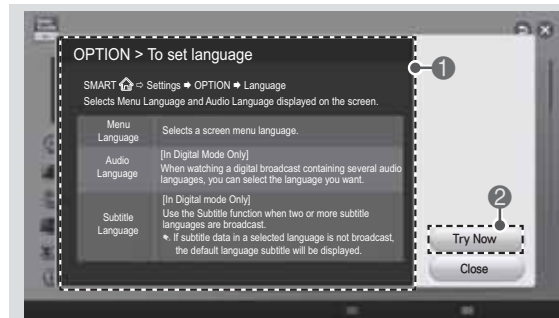 OPTION > To set language
1
SMART ⇨ Settings ➡ OPTION ➡ Language
Selects Menu Language and Audio Language displayed on the screen.
Menu
Language
Selects a screen menu language.
Audio
Language
[In Digital Mode Only]
When watching a digital broadcast containing several audio
languages, you can select the language you want.
Subtitle
Language
[In Digital mode Only]
Use the Subtitle function when two or more subtitle
languages are broadcast.
If subtitle data in a selected language is not broadcast,
the default language subtitle will be displayed.
2
Try Now
Close